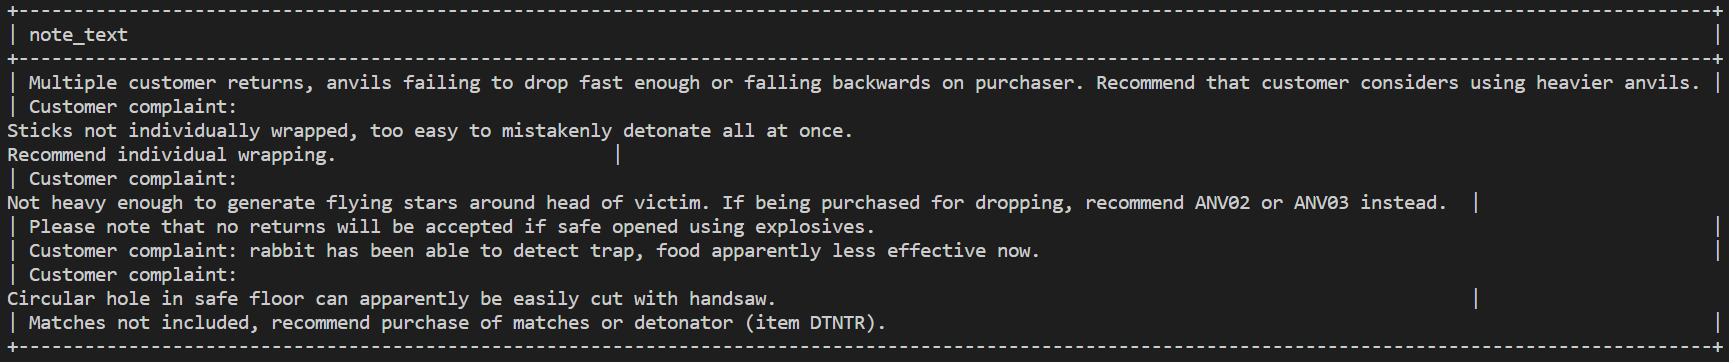 +----------------------------------------------------------------------------------------------------------------------------------------------------------+
| note_text                                                                                                                                                |
+----------------------------------------------------------------------------------------------------------------------------------------------------------+
| Multiple customer returns, anvils failing to drop fast enough or falling backwards on purchaser. Recommend that customer considers using heavier anvils. |
| Customer complaint:
Sticks not individually wrapped, too easy to mistakenly detonate all at once.
Recommend individual wrapping.                         |
| Customer complaint:
Not heavy enough to generate flying stars around head of victim. If being purchased for dropping, recommend ANV02 or ANV03 instead.  |
| Please note that no returns will be accepted if safe opened using explosives.                                                                            |
| Customer complaint: rabbit has been able to detect trap, food apparently less effective now.                                                             |
| Customer complaint:
Circular hole in safe floor can apparently be easily cut with handsaw.                                                               |
| Matches not included, recommend purchase of matches or detonator (item DTNTR).                                                                           |
+----------------------------------------------------------------------------------------------------------------------------------------------------------+